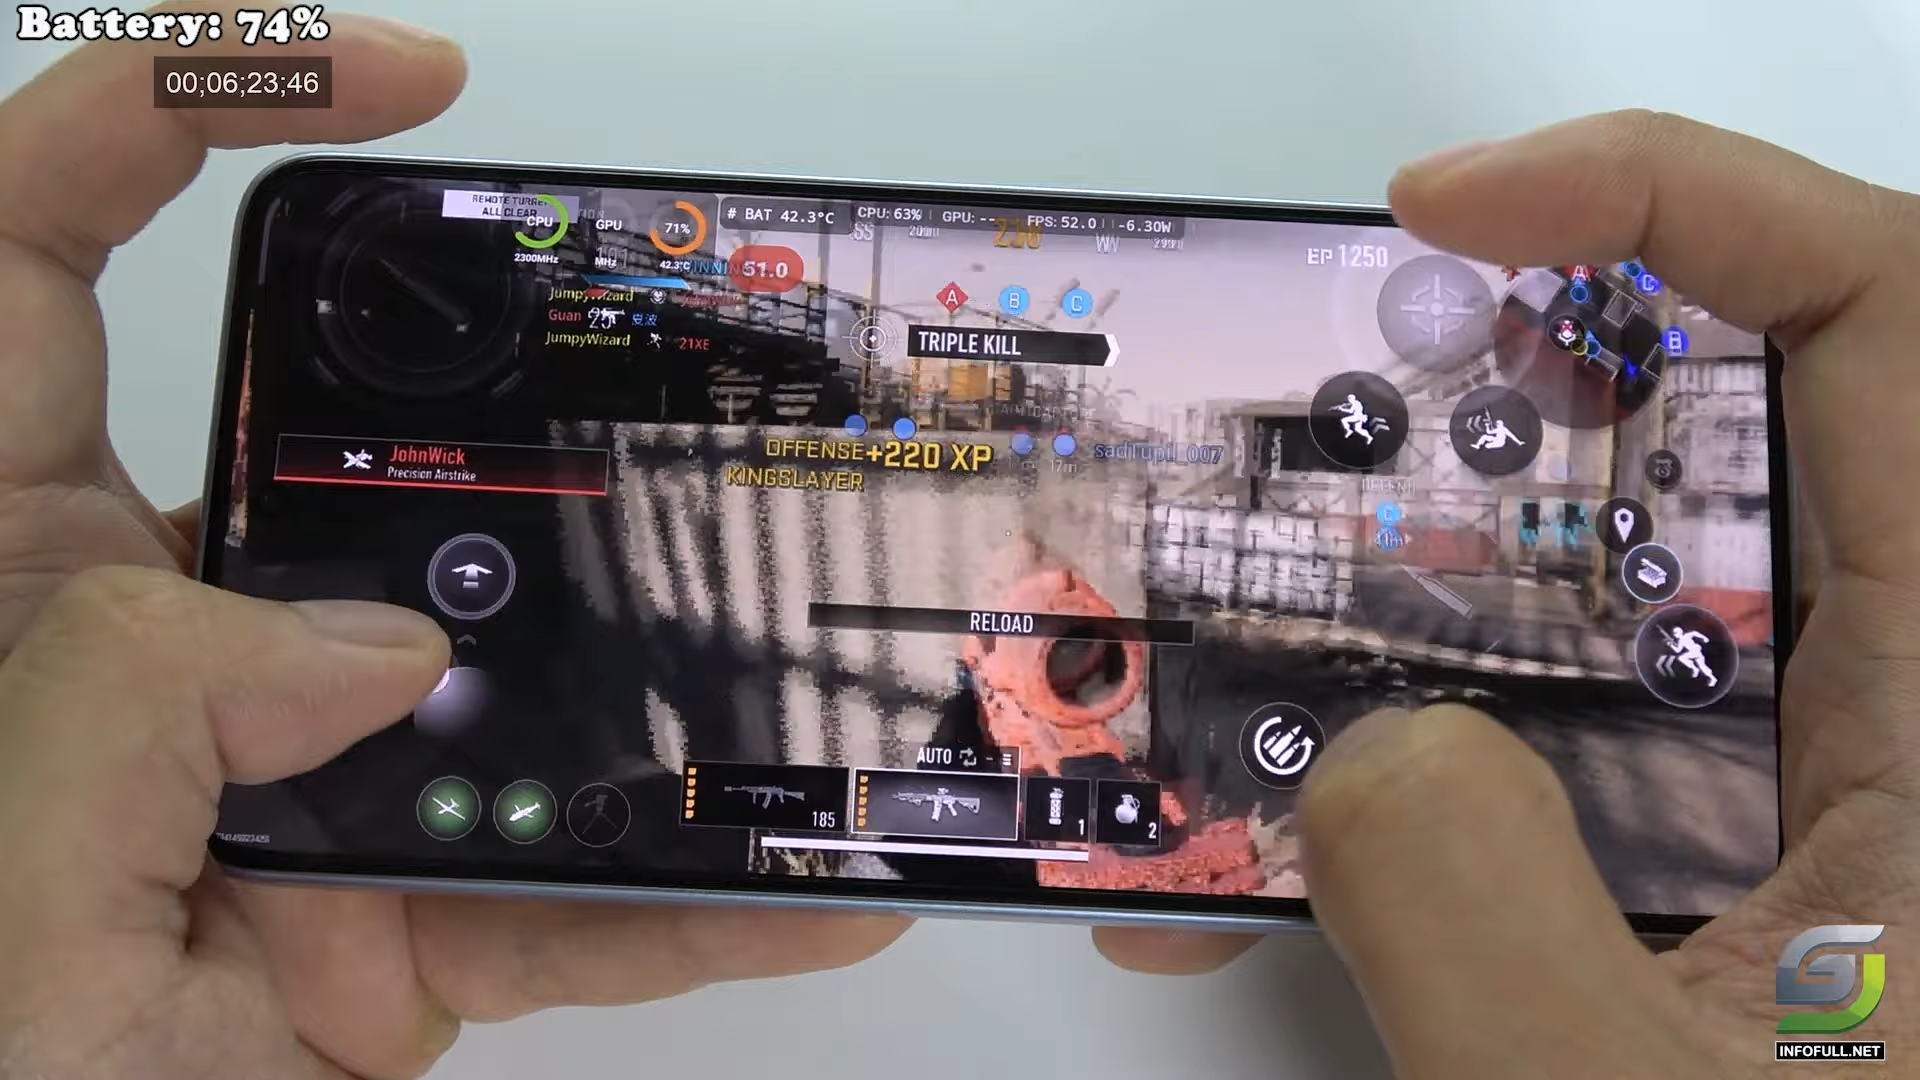 Battery: 74%
00;06;23;46
REMOTE TURRET
ALL CLEAR
CPU
2300MHz
GPU
MHz
71%
42.3°C
# BAT 42.3°C
CPU: 63%
GPU: --
FPS: 52.0
-6.30W
51.0
EP 1250
A
B
C
JumpyWizard
Guan
JumpyWizard
21XE
TRIPLE KILL
OFFENSE +220 XP
KINGSLAYER
17m
JohnWick
Precision Airstrike
DEFEND
C
B
RELOAD
AUTO
185
1
2
INFOFULL.NET